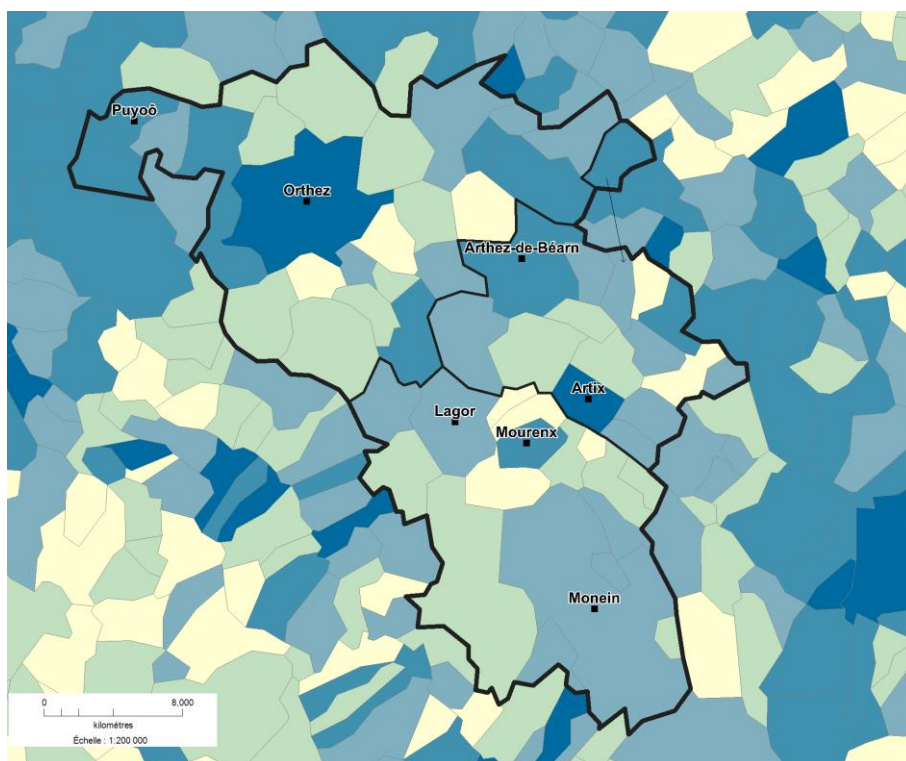 Puyoô
Orthez
Arthez-de-Béarn
Artix
Lagor
Mourenx
Monein
0 8,000
kilomètres
Échelle : 1:200 000